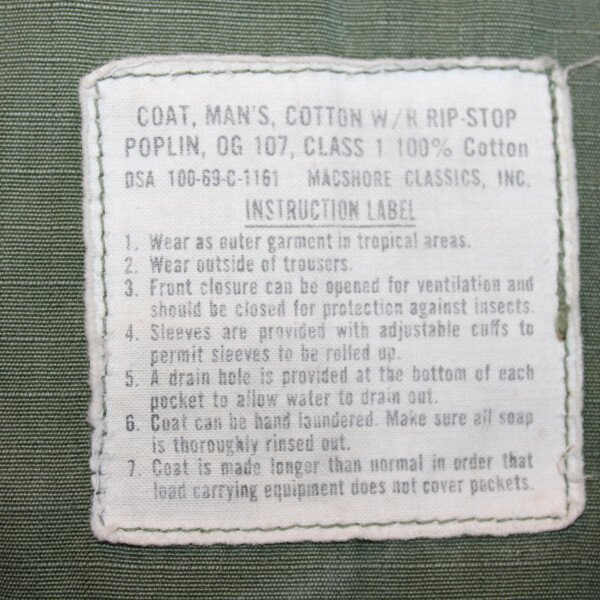 COAT, MAN'S, COTTON W/R RIP-STOP
POPLIN, OG 107, CLASS 1 100% Cotton
DSA 100-69-C-1161 MACSHORE CLASSICS, INC.
INSTRUCTION LABEL
1. Wear as outer garment in tropical areas.
2. Wear outside of trousers.
3. Front closure can be opened for ventilation and
should be closed for protection against insects.
4. Sleeves are provided with adjustable cuffs to
permit sleeves to be rolled up.
5. A drain hole is provided at the bottom of each
pocket to allow water to drain out.
6. Coat can be hand laundered. Make sure all soap
is thoroughly rinsed out.
7. Coat is made longer than normal in order that
load carrying equipment does not cover pockets.